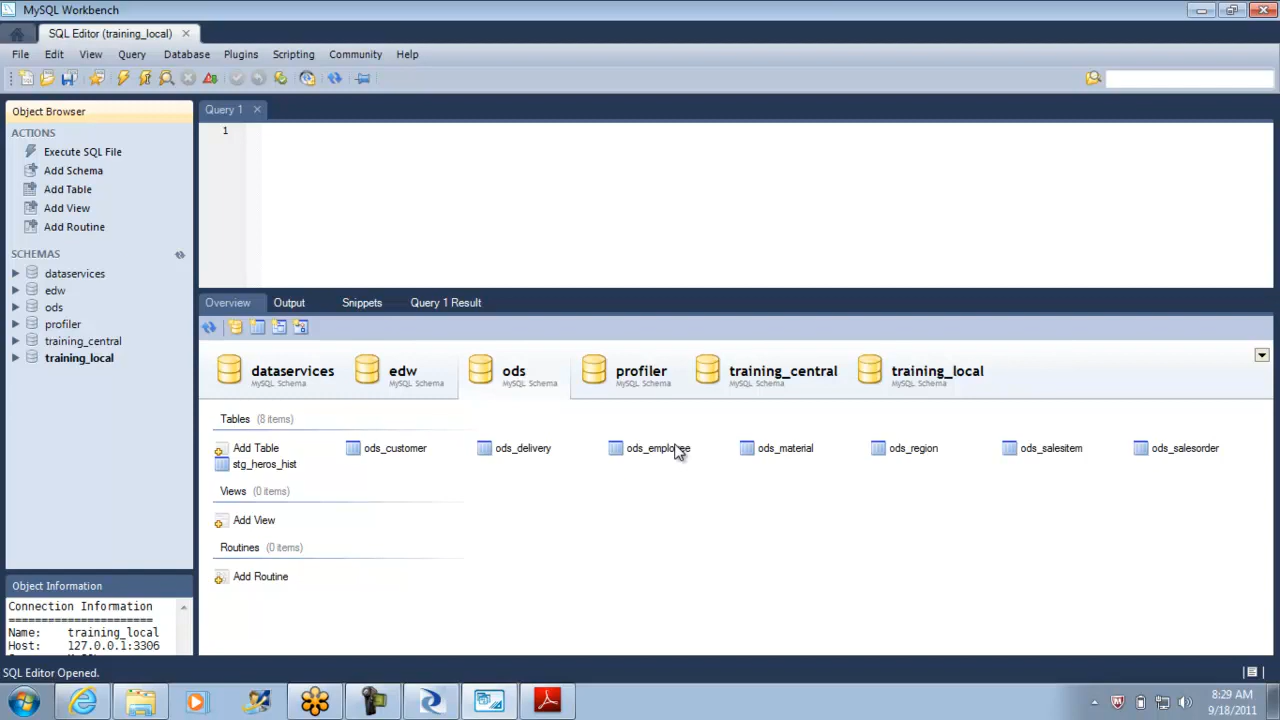 MySQL Workbench
SQL Editor (training_local)
File Edit View Query Database Plugins Scripting Community Help
Object Browser
ACTIONS
Execute SQL File
Add Schema
Add Table
Add View
Add Routine
SCHEMAS
dataservices
edw
ods
profiler
training_central
training_local
Query 1
1
Overview Output Snippets Query 1 Result
dataservices
MySQL Schema
edw
MySQL Schema
ods
MySQL Schema
profiler
MySQL Schema
training_central
MySQL Schema
training_local
MySQL Schema
Tables (8 items)
Add Table ods_customer ods_delivery ods_employee ods_material ods_region ods_salesitem ods_salesorder
stg_heros_hist
Views (0 items)
Add View
Routines (0 items)
Add Routine
Object Information
Connection Information
======================
Name: training_local
Host: 127.0.0.1:3306
SQL Editor Opened.
8:29 AM
9/18/2011